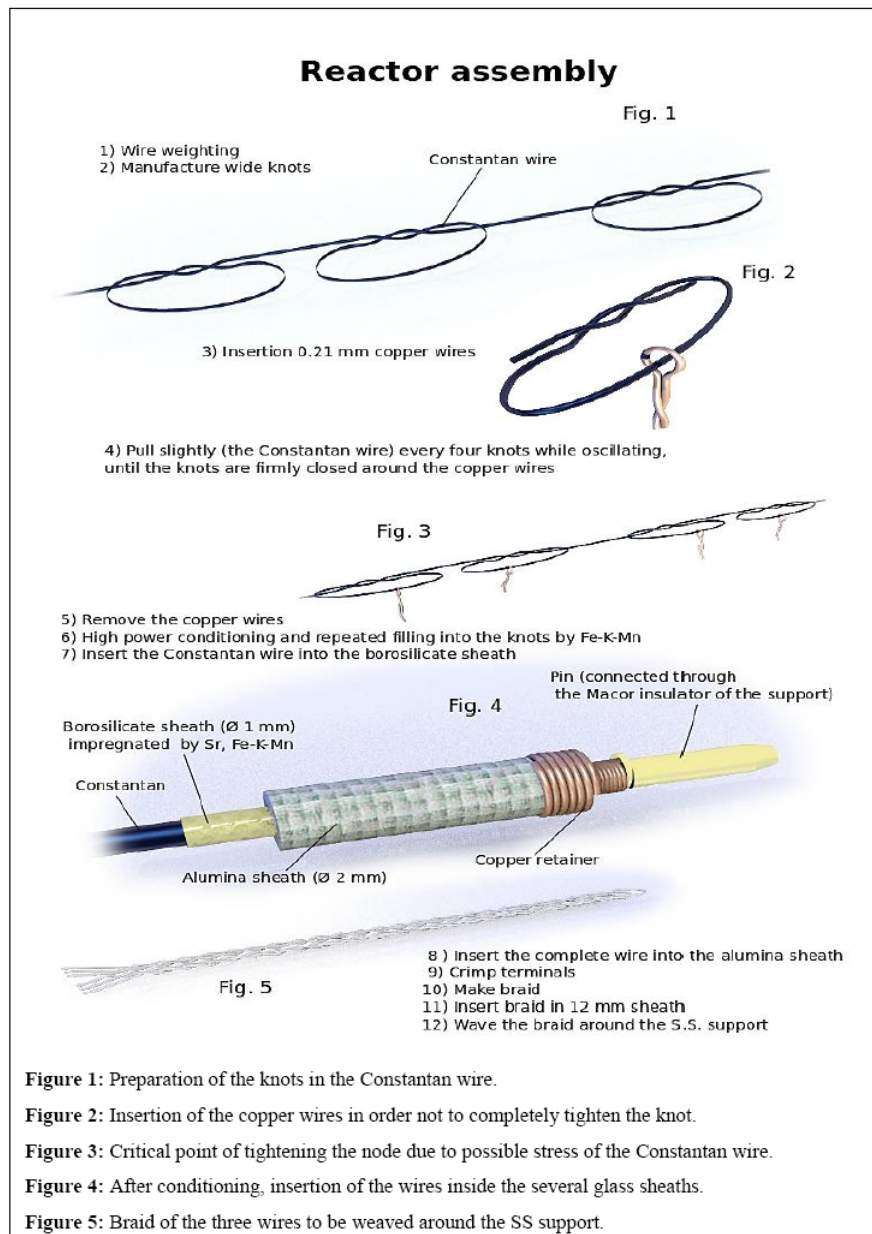 Reactor assembly
Fig. 1
1) Wire weighting
2) Manufacture wide knots
Constantan wire
Fig. 2
3) Insertion 0.21 mm copper wires
4) Pull slightly (the Constantan wire) every four knots while oscillating,
until the knots are firmly closed around the copper wires
Fig. 3
5) Remove the copper wires
6) High power conditioning and repeated filling into the knots by Fe-K-Mn
7) Insert the Constantan wire into the borosilicate sheath
Pin (connected through
the Macor insulator of the support)
Fig. 4
Borosilicate sheath (Ø 1 mm)
impregnated by Sr, Fe-K-Mn
Constantan
Copper retainer
Alumina sheath (Ø 2 mm)
8 ) Insert the complete wire into the alumina sheath
9) Crimp terminals
10) Make braid
11) Insert braid in 12 mm sheath
12) Wave the braid around the S.S. support
Fig. 5
Figure 1: Preparation of the knots in the Constantan wire.
Figure 2: Insertion of the copper wires in order not to completely tighten the knot.
Figure 3: Critical point of tightening the node due to possible stress of the Constantan wire.
Figure 4: After conditioning, insertion of the wires inside the several glass sheaths.
Figure 5: Braid of the three wires to be weaved around the SS support.